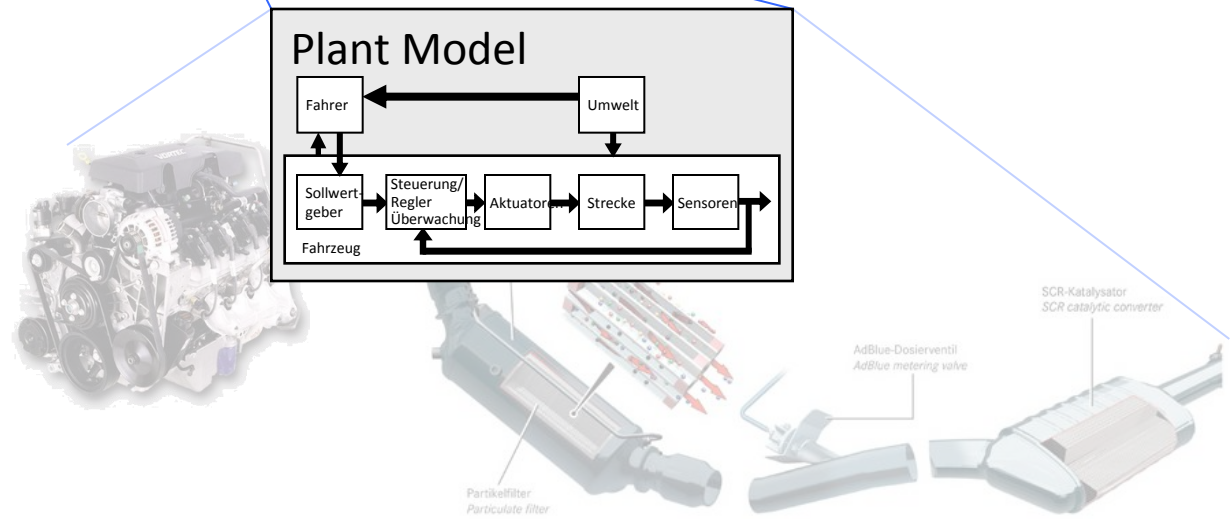 Plant Model
Fahrer
Umwelt
Sollwert-
geber
Steuerung/
Regler
Überwachung
Aktuatoren
Strecke
Sensoren
Fahrzeug
VORTEC
SCR-Katalysator
SCR catalytic converter
AdBlue-Dosierventil
AdBlue metering valve
Partikelfilter
Particulate filter